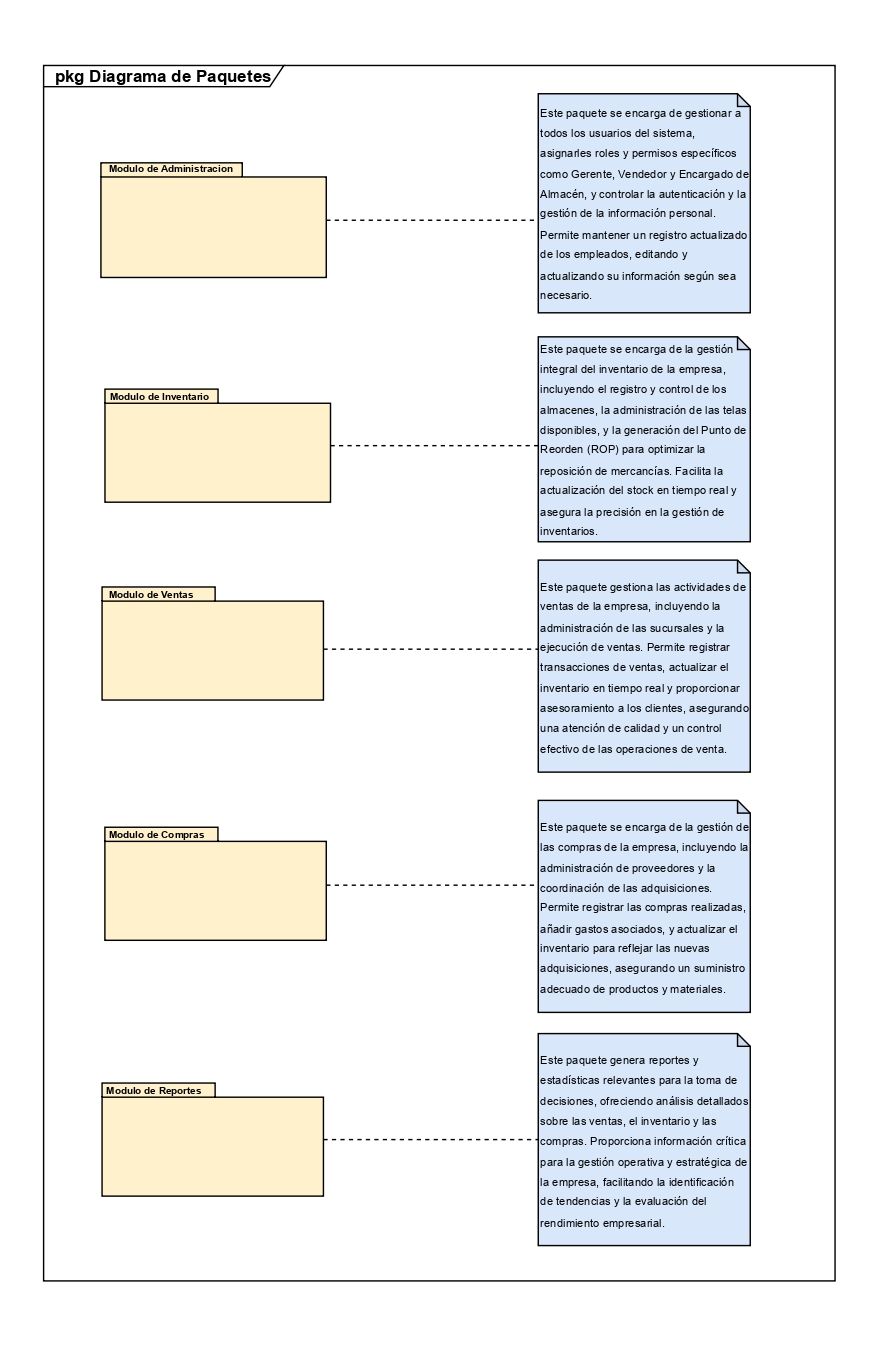 pkg Diagrama de Paquetes
Modulo de Administracion
Este paquete se encarga de gestionar a
todos los usuarios del sistema,
asignarles roles y permisos específicos
como Gerente, Vendedor y Encargado de
Almacén, y controlar la autenticación y la
gestión de la información personal.
Permite mantener un registro actualizado
de los empleados, editando y
actualizando su información según sea
necesario.
Modulo de Inventario
Este paquete se encarga de la gestión
integral del inventario de la empresa,
incluyendo el registro y control de los
almacenes, la administración de las telas
disponibles, y la generación del Punto de
Reorden (ROP) para optimizar la
reposición de mercancías. Facilita la
actualización del stock en tiempo real y
asegura la precisión en la gestión de
inventarios.
Modulo de Ventas
Este paquete gestiona las actividades de
ventas de la empresa, incluyendo la
administración de las sucursales y la
ejecución de ventas. Permite registrar
transacciones de ventas, actualizar el
inventario en tiempo real y proporcionar
asesoramiento a los clientes, asegurando
una atención de calidad y un control
efectivo de las operaciones de venta.
Modulo de Compras
Este paquete se encarga de la gestión de
las compras de la empresa, incluyendo la
administración de proveedores y la
coordinación de las adquisiciones.
Permite registrar las compras realizadas,
añadir gastos asociados, y actualizar el
inventario para reflejar las nuevas
adquisiciones, asegurando un suministro
adecuado de productos y materiales.
Modulo de Reportes
Este paquete genera reportes y
estadísticas relevantes para la toma de
decisiones, ofreciendo análisis detallados
sobre las ventas, el inventario y las
compras. Proporciona información crítica
para la gestión operativa y estratégica de
la empresa, facilitando la identificación
de tendencias y la evaluación del
rendimiento empresarial.